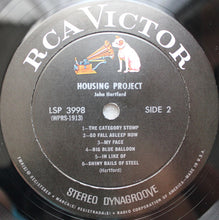 RCA VICTOR
HOUSING PROJECT
John Hartford
LSP 3998
(WPRS-1913)
SIDE 2
1—THE CATEGORY STOMP
2—GO FALL ASLEEP NOW
3—MY FACE
4—BIG BLUE BALLOON
5—IN LIKE OF
6—SHINY RAILS OF STEEL
(Hartford)
STEREO DYNAGROOVE